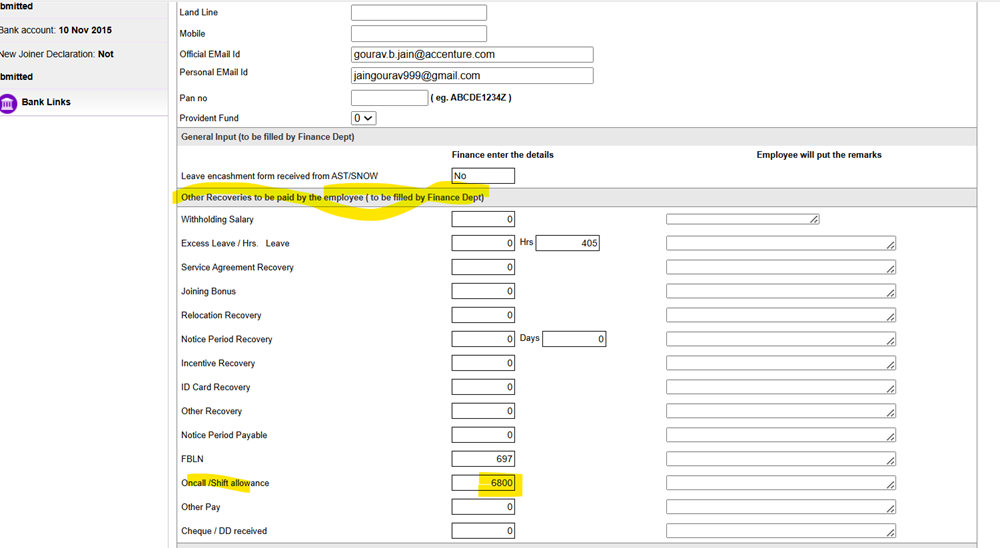 bmitted
Bank account: 10 Nov 2015
New Joiner Declaration: Not
bmitted
Bank Links
Land Line
Mobile
Official EMail Id gourav.b.jain@accenture.com
Personal EMail Id jaingourav999@gmail.com
Pan no ( eg. ABCDE1234Z )
Provident Fund 0
General Input (to be filled by Finance Dept)
Finance enter the details Employee will put the remarks
Leave encashment form received from AST/SNOW No
Other Recoveries to be paid by the employee ( to be filled by Finance Dept)
Withholding Salary 0
Excess Leave / Hrs. Leave 0 Hrs 405
Service Agreement Recovery 0
Joining Bonus 0
Relocation Recovery 0
Notice Period Recovery 0 Days 0
Incentive Recovery 0
ID Card Recovery 0
Other Recovery 0
Notice Period Payable 0
FBLN 697
Oncall /Shift allowance 6800
Other Pay 0
Cheque / DD received 0